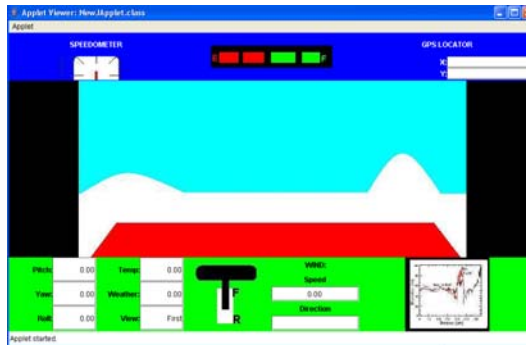 Applet Viewer: NewJApplet.class
Applet
SPEEDOMETER
GPS LOCATOR
E
F
X:
Y:
Pitch: 0.00
Temp: 0.00
Yaw: 0.00
Weather: 0.00
Roll: 0.00
View: First
F
R
WIND:
Speed
0.00
Direction
Applet started.